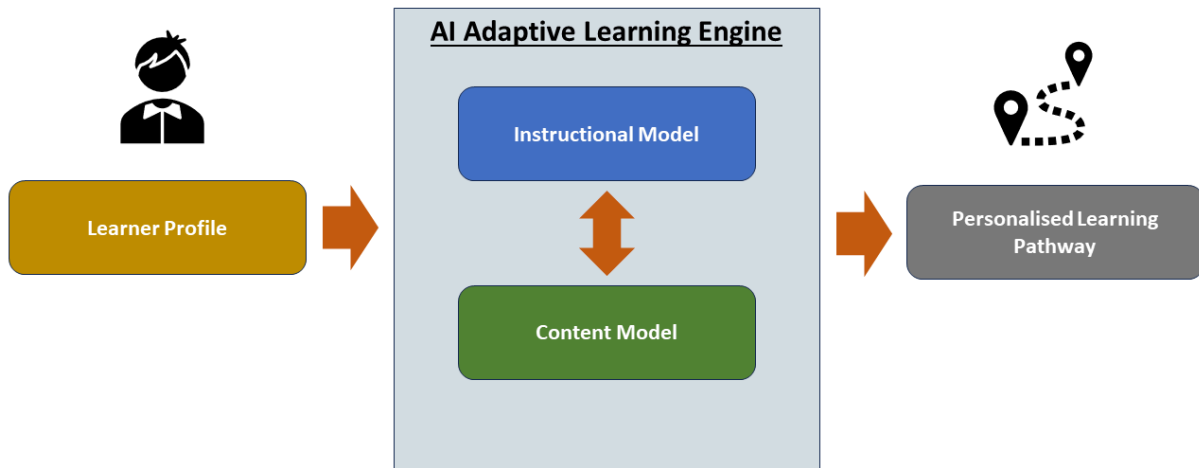 AI Adaptive Learning Engine
Instructional Model
Learner Profile
Personalised Learning
Pathway
Content Model